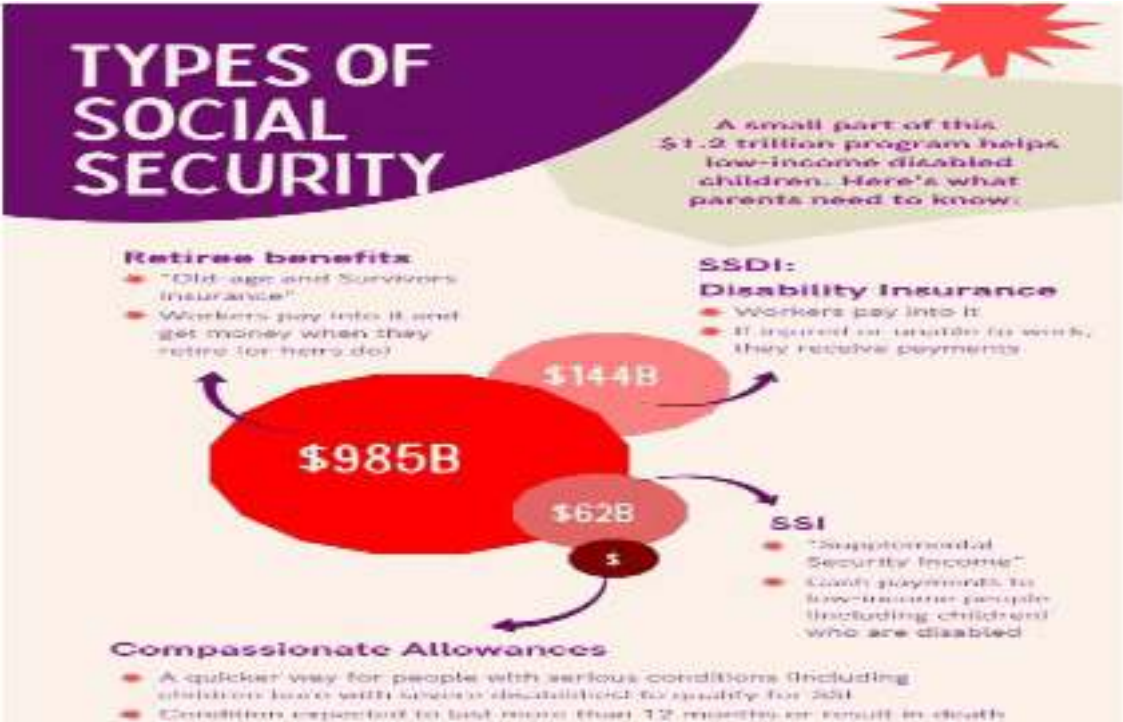 TYPES OF
SOCIAL
SECURITY
A small part of this
$1.2 trillion program helps
low-income disabled
children. Here's what
parents need to know:
Retiree benefits
"Old-age and Survivors
Insurance"
Workers pay into it and
get money when they
retire (or heirs do)
SSDI:
Disability Insurance
Workers pay into it
If injured or unable to work,
they receive payments
$144B
$985B
$62B
$
SSI
"Supplemental
Security Income"
Cash payments to
low-income people
(including children)
who are disabled
Compassionate Allowances
A quicker way for people with serious conditions (including
children born with severe disabilities) to qualify for SSI
Condition expected to last more than 12 months or result in death